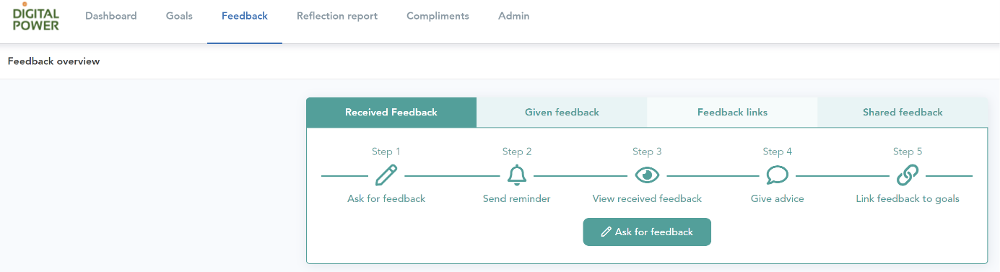 DIGITAL
POWER
Dashboard Goals Feedback Reflection report Compliments Admin
Feedback overview
Received Feedback Given feedback Feedback links Shared feedback
Step 1 Step 2 Step 3 Step 4 Step 5
Ask for feedback Send reminder View received feedback Give advice Link feedback to goals
Ask for feedback